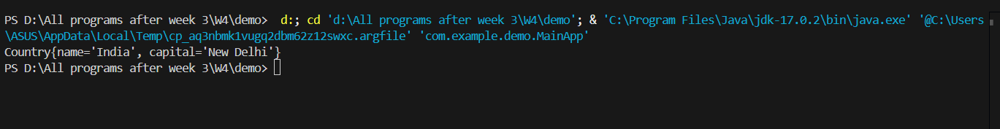 PS D:\All programs after week 3\W4\demo>  d:; cd 'd:\All programs after week 3\W4\demo'; & 'C:\Program Files\Java\jdk-17.0.2\bin\java.exe' '@C:\Users
\ASUS\AppData\Local\Temp\cp_aq3nbmk1vugq2dbm62z12swxc.argfile' 'com.example.demo.MainApp'
Country{name='India', capital='New Delhi'}
PS D:\All programs after week 3\W4\demo>